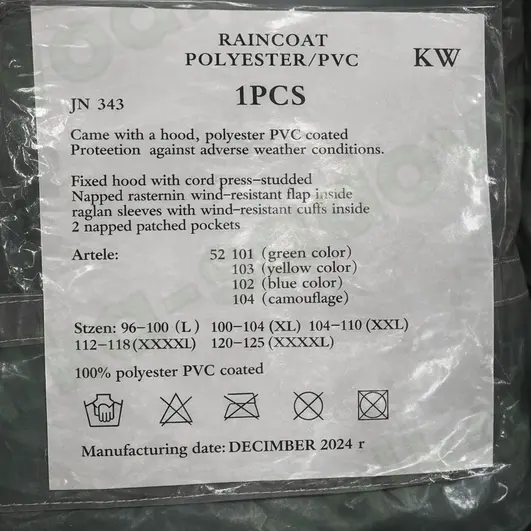 RAINCOAT
POLYESTER/PVC
KW
1PCS
JN 343
Came with a hood, polyester PVC coated
Proteetion against adverse weather conditions.
Fixed hood with cord press-studded
Napped rasternin wind-resistant flap inside
raglan sleeves with wind-resistant cuffs inside
2 napped patched pockets
Artele: 52 101 (green color)
103 (yellow color)
102 (blue color)
104 (camouflage)
Stzen: 96-100 (L) 100-104 (XL) 104-110 (XXL)
112-118(XXXXL) 120-125 (XXXXL)
100% polyester PVC coated
Manufacturing date: DECIMBER 2024 r